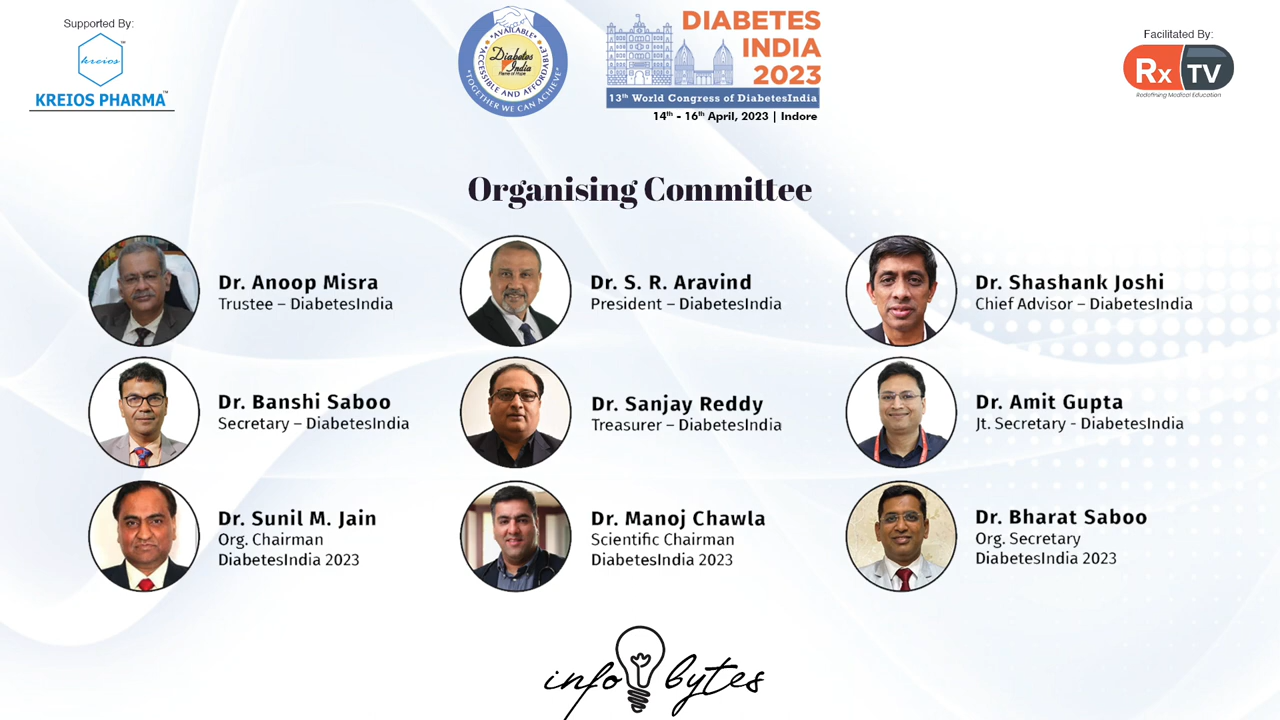 Supported By:
kreios
KREIOS PHARMA™
AVAILABLE
ACCESSIBLE AND AFFORDABLE
Diabetes
India
TOGETHER WE CAN ACHIEVE
DIABETES
INDIA
2023
13th World Congress of DiabetesIndia
14th - 16th April, 2023 | Indore
Facilitated By:
Rx TV
Redefining Medical Education
Organising Committee
Dr. Anoop Misra
Trustee – DiabetesIndia
Dr. S. R. Aravind
President – DiabetesIndia
Dr. Shashank Joshi
Chief Advisor – DiabetesIndia
Dr. Banshi Saboo
Secretary – DiabetesIndia
Dr. Sanjay Reddy
Treasurer – DiabetesIndia
Dr. Amit Gupta
Jt. Secretary - DiabetesIndia
Dr. Sunil M. Jain
Org. Chairman
DiabetesIndia 2023
Dr. Manoj Chawla
Scientific Chairman
DiabetesIndia 2023
Dr. Bharat Saboo
Org. Secretary
DiabetesIndia 2023
info bytes